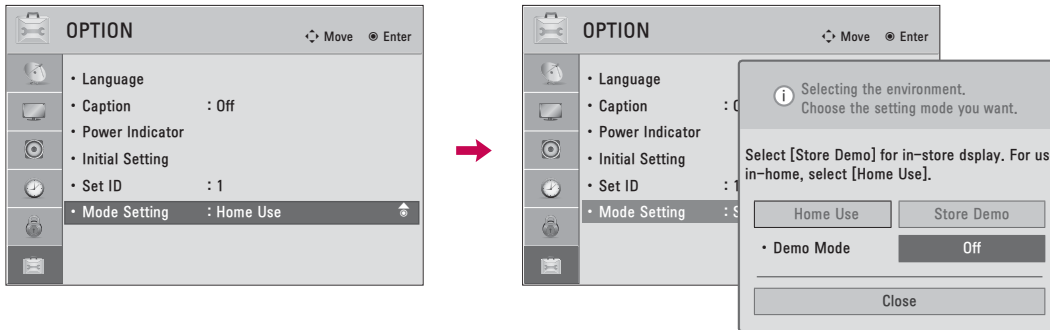 OPTION
Move Enter
• Language
• Caption : Off
• Power Indicator
• Initial Setting
• Set ID : 1
• Mode Setting : Home Use
OPTION
Move Enter
• Language
• Caption
• Power Indicator
• Initial Setting
• Set ID : 1
• Mode Setting : S
i
Selecting the environment.
Choose the setting mode you want.
Select [Store Demo] for in-store dsplay. For us
in-home, select [Home Use].
Home Use Store Demo
• Demo Mode Off
Close